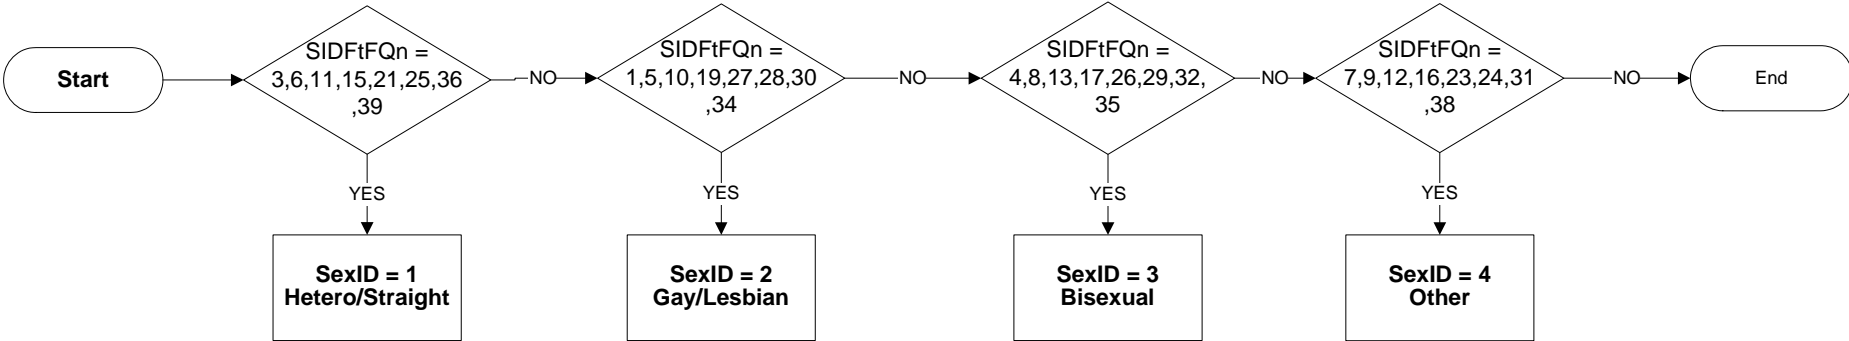 Start
SIDFtFQn =
3,6,11,15,21,25,36
,39
NO
SIDFtFQn =
1,5,10,19,27,28,30
,34
NO
SIDFtFQn =
4,8,13,17,26,29,32,
35
NO
SIDFtFQn =
7,9,12,16,23,24,31
,38
NO
End
YES
YES
YES
YES
SexID = 1
Hetero/Straight
SexID = 2
Gay/Lesbian
SexID = 3
Bisexual
SexID = 4
Other